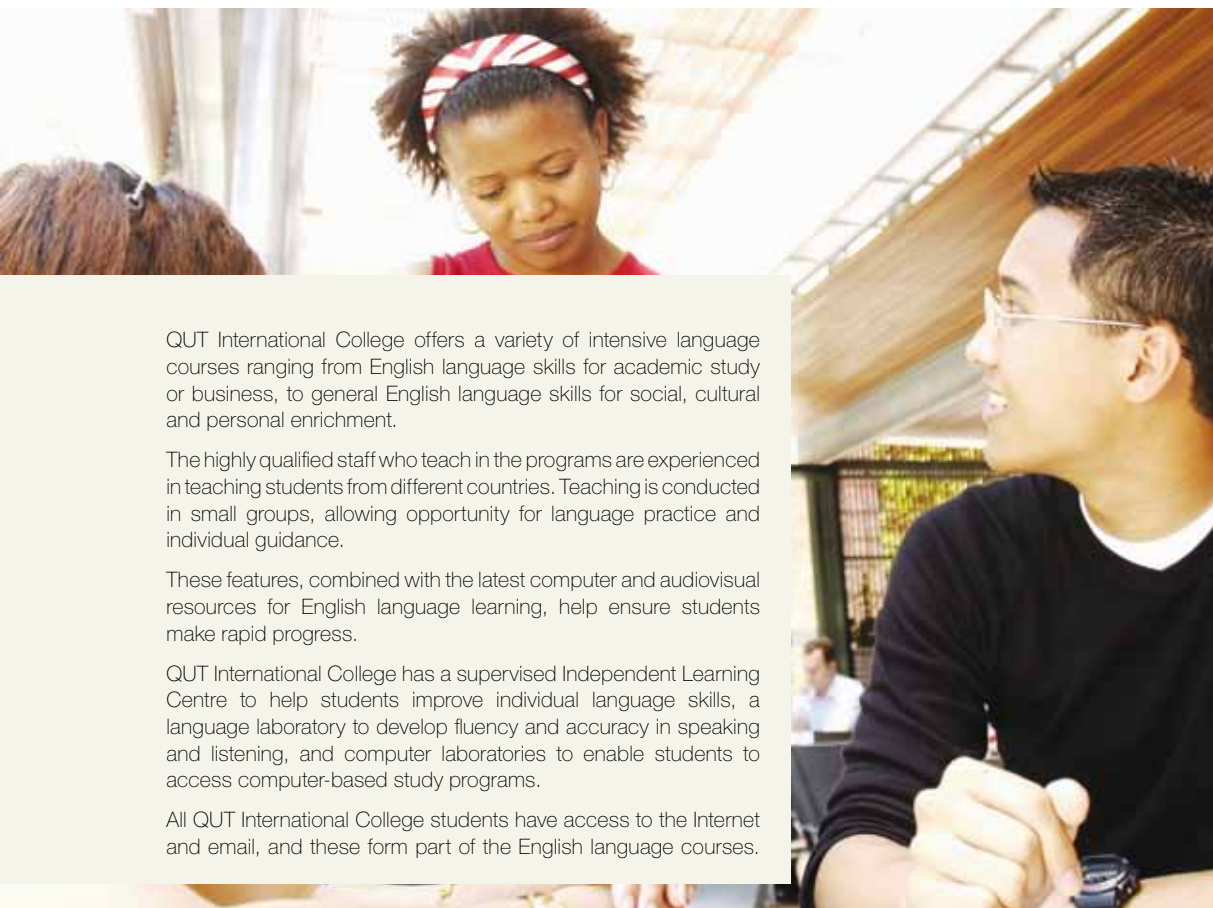 QUT International College offers a variety of intensive language
courses ranging from English language skills for academic study
or business, to general English language skills for social, cultural
and personal enrichment.
The highly qualified staff who teach in the programs are experienced
in teaching students from different countries. Teaching is conducted
in small groups, allowing opportunity for language practice and
individual guidance.
These features, combined with the latest computer and audiovisual
resources for English language learning, help ensure students
make rapid progress.
QUT International College has a supervised Independent Learning
Centre to help students improve individual language skills, a
language laboratory to develop fluency and accuracy in speaking
and listening, and computer laboratories to enable students to
access computer-based study programs.
All QUT International College students have access to the Internet
and email, and these form part of the English language courses.